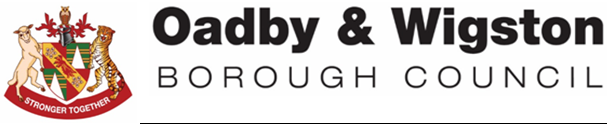 Oadby & Wigston
BOROUGH COUNCIL
STRONGER TOGETHER